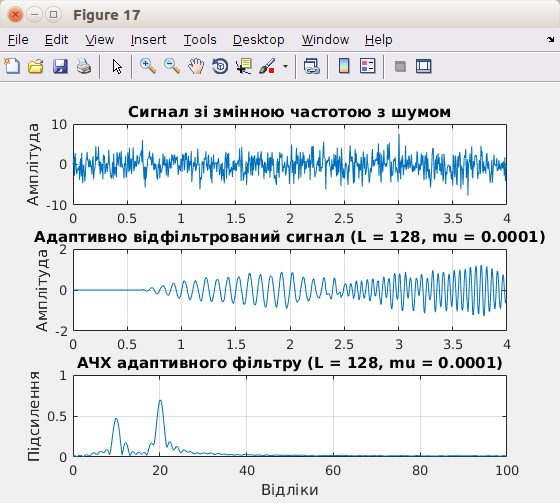 Figure 17
File Edit View Insert Tools Desktop Window Help
Сигнал зі змінною частотою з шумом
Амплітуда
10
0
-10
0 0.5 1 1.5 2 2.5 3 3.5 4
Адаптивно відфільтрований сигнал (L = 128, mu = 0.0001)
Амплітуда
2
0
-2
0 0.5 1 1.5 2 2.5 3 3.5 4
АЧХ адаптивного фільтру (L = 128, mu = 0.0001)
Підсилення
1
0.5
0
0 20 40 60 80 100
Відліки